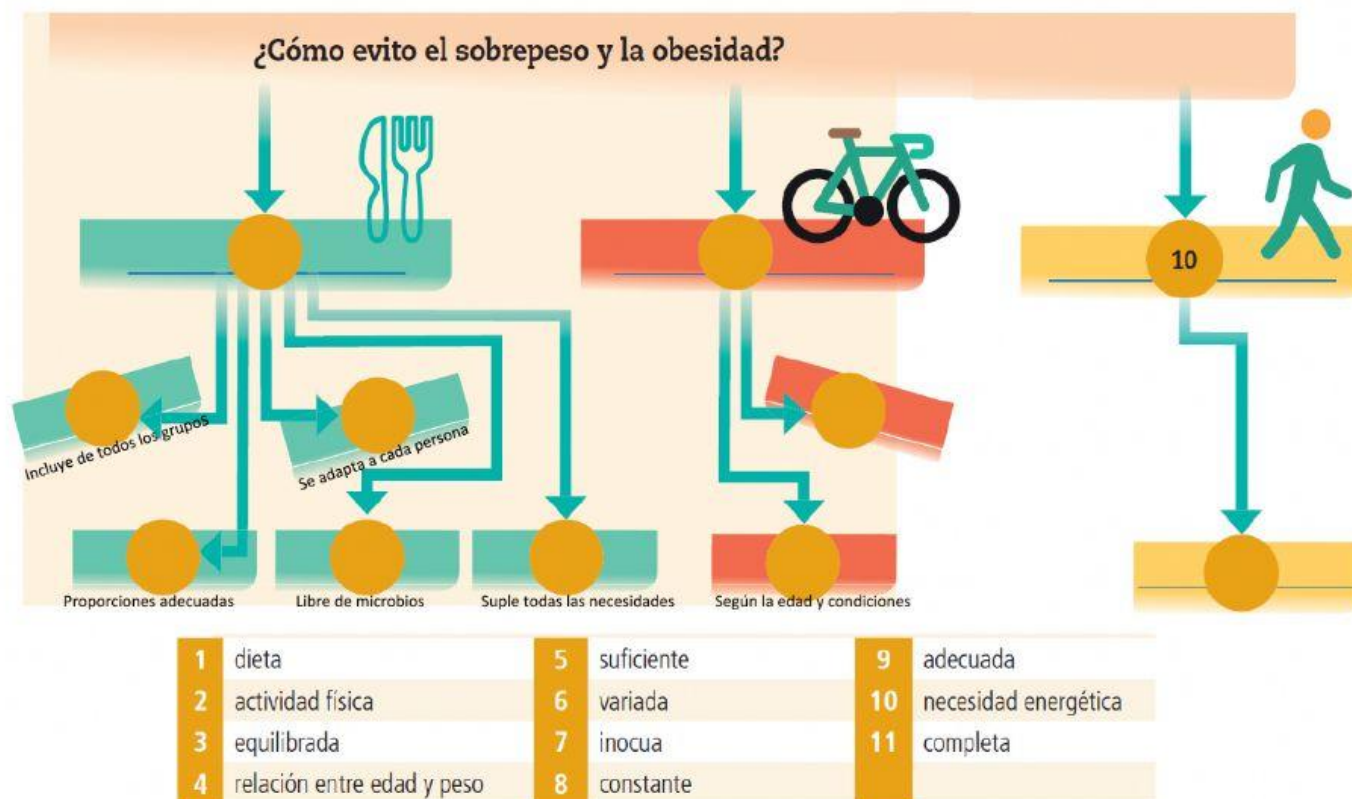 ¿Cómo evito el sobrepeso y la obesidad?
10
Incluye de todos los grupos
Se adapta a cada persona
Proporciones adecuadas
Libre de microbios
Suple todas las necesidades
Según la edad y condiciones
1 dieta
2 actividad física
3 equilibrada
4 relación entre edad y peso
5 suficiente
6 variada
7 inocua
8 constante
9 adecuada
10 necesidad energética
11 completa